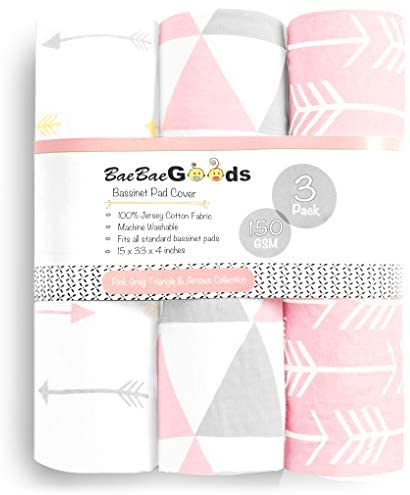 BaeBaeGoods
Bassinet Pad Cover
100% Jersey Cotton Fabric
Machine Washable
Fits all standard bassinet pads
15 x 33 x 4 inches
3
Pack
150
GSM
Pink Grey Triangle & Arrows Collection